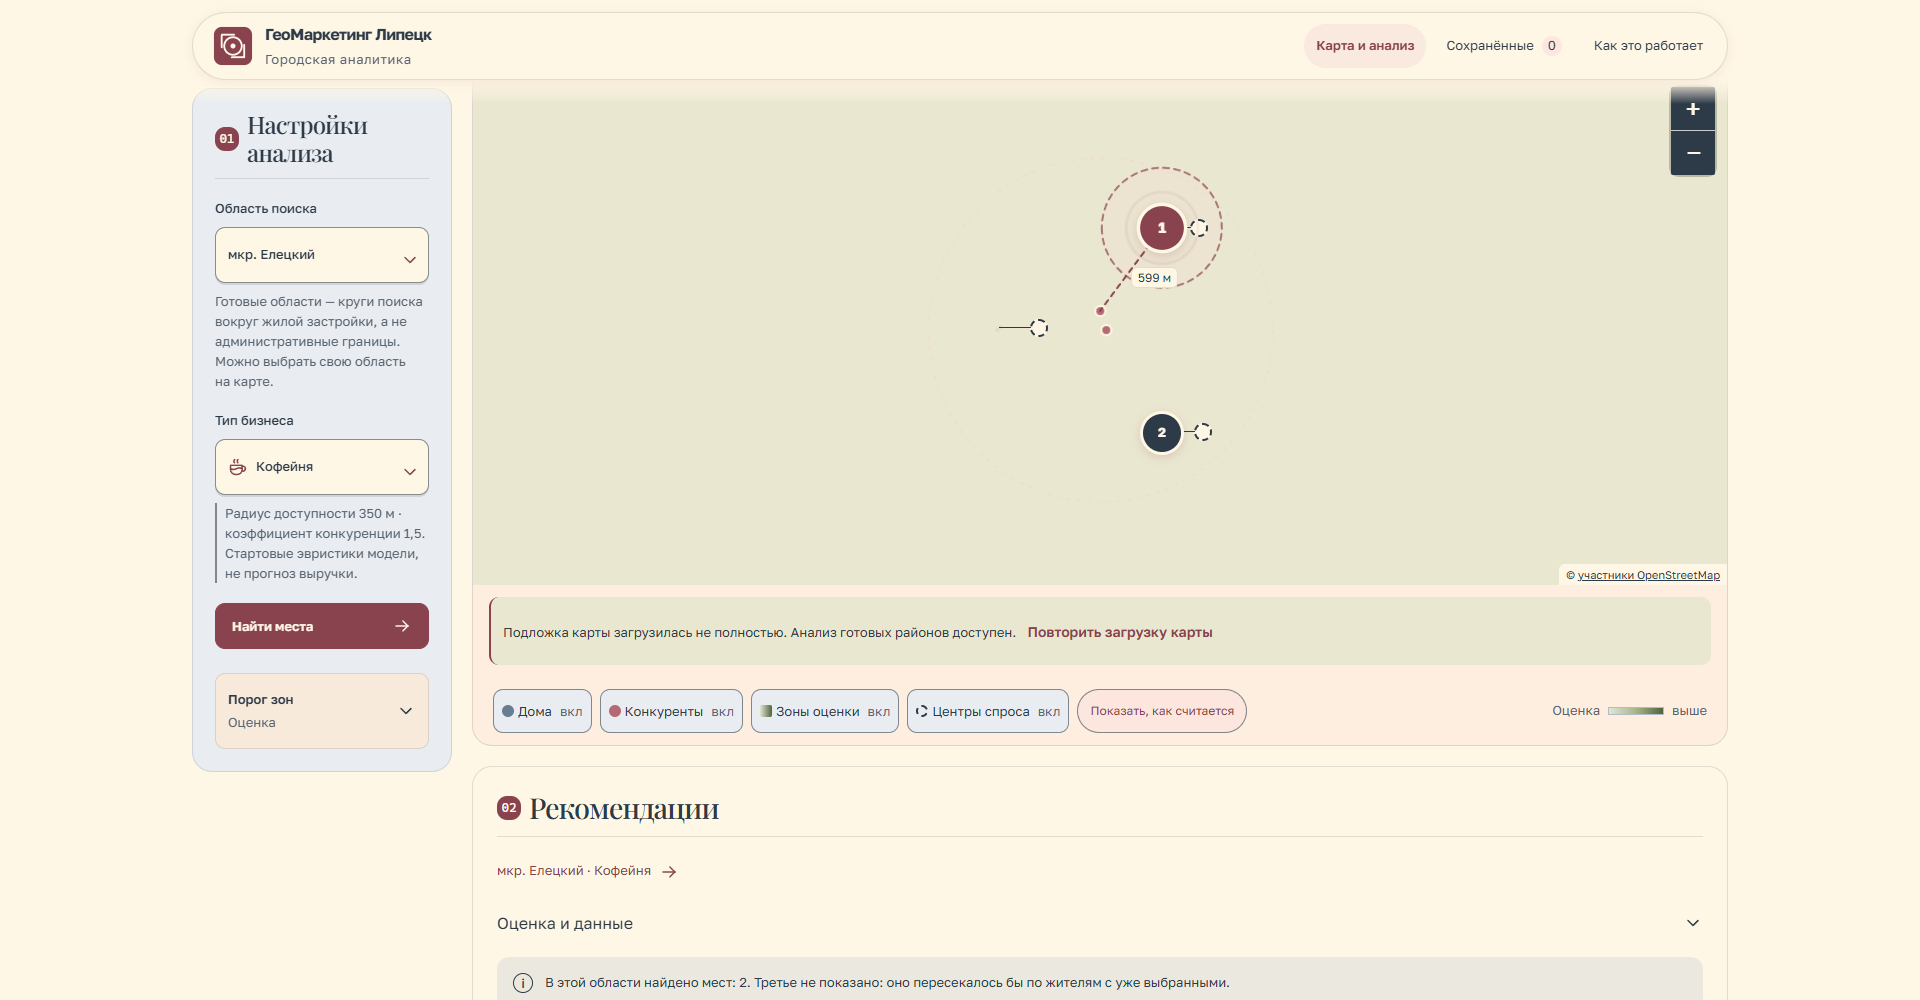 ГеоМаркетинг Липецк
Городская аналитика
Карта и анализ
Сохранённые 0
Как это работает
01 Настройки
анализа
Область поиска
мкр. Елецкий
Готовые области — круги поиска
вокруг жилой застройки, а не
административные границы.
Можно выбрать свою область
на карте.
Тип бизнеса
Кофейня
Радиус доступности 350 м ·
коэффициент конкуренции 1,5.
Стартовые эвристики модели,
не прогноз выручки.
Найти места →
Порог зон
Оценка
+
−
1
599 м
2
© участники OpenStreetMap
Подложка карты загрузилась не полностью. Анализ готовых районов доступен. Повторить загрузку карты
Дома вкл
Конкуренты вкл
Зоны оценки вкл
Центры спроса вкл
Показать, как считается
Оценка выше
02 Рекомендации
мкр. Елецкий · Кофейня →
Оценка и данные
i В этой области найдено мест: 2. Третье не показано: оно пересекалось бы по жителям с уже выбранными.